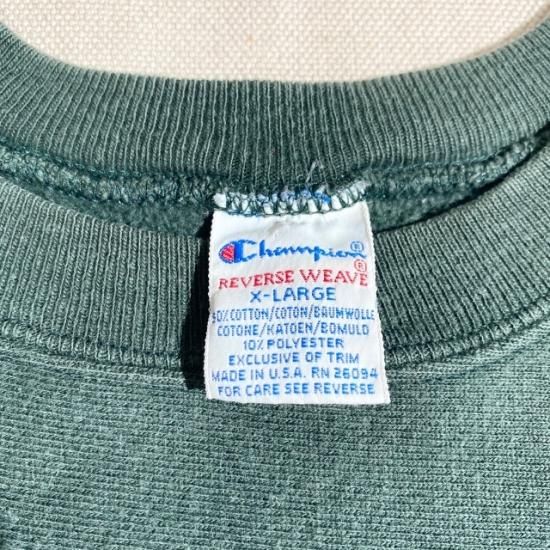 Champion®
REVERSE WEAVE®
X-LARGE
90% COTTON/COTON/BAUMWOLLE
COTONE/KATOEN/BOMULD
10% POLYESTER
EXCLUSIVE OF TRIM
MADE IN U.S.A. RN 26094
FOR CARE SEE REVERSE